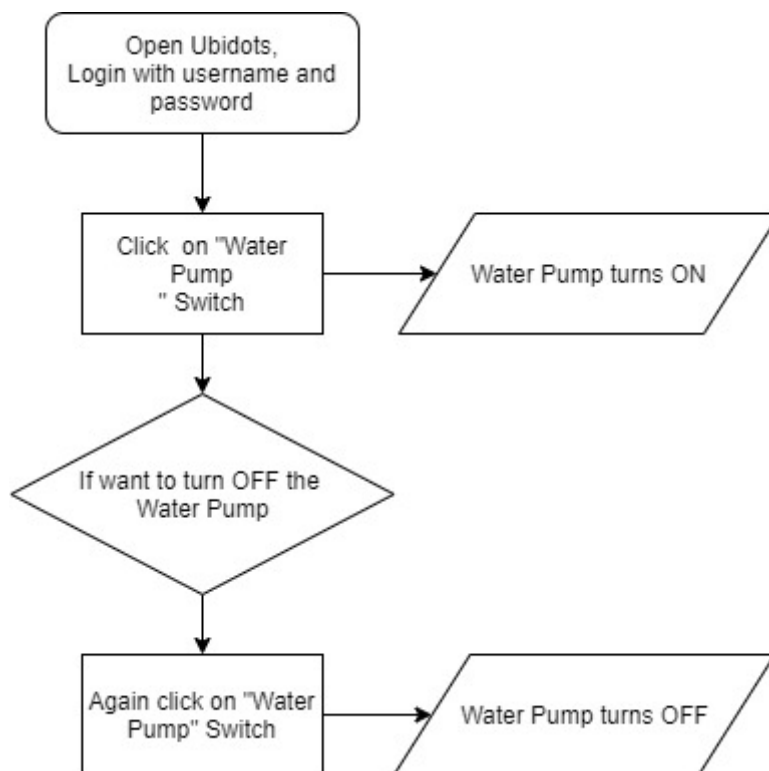 Open Ubidots,
Login with username and
password
Click on "Water
Pump
" Switch
Water Pump turns ON
If want to turn OFF the
Water Pump
Again click on "Water
Pump" Switch
Water Pump turns OFF